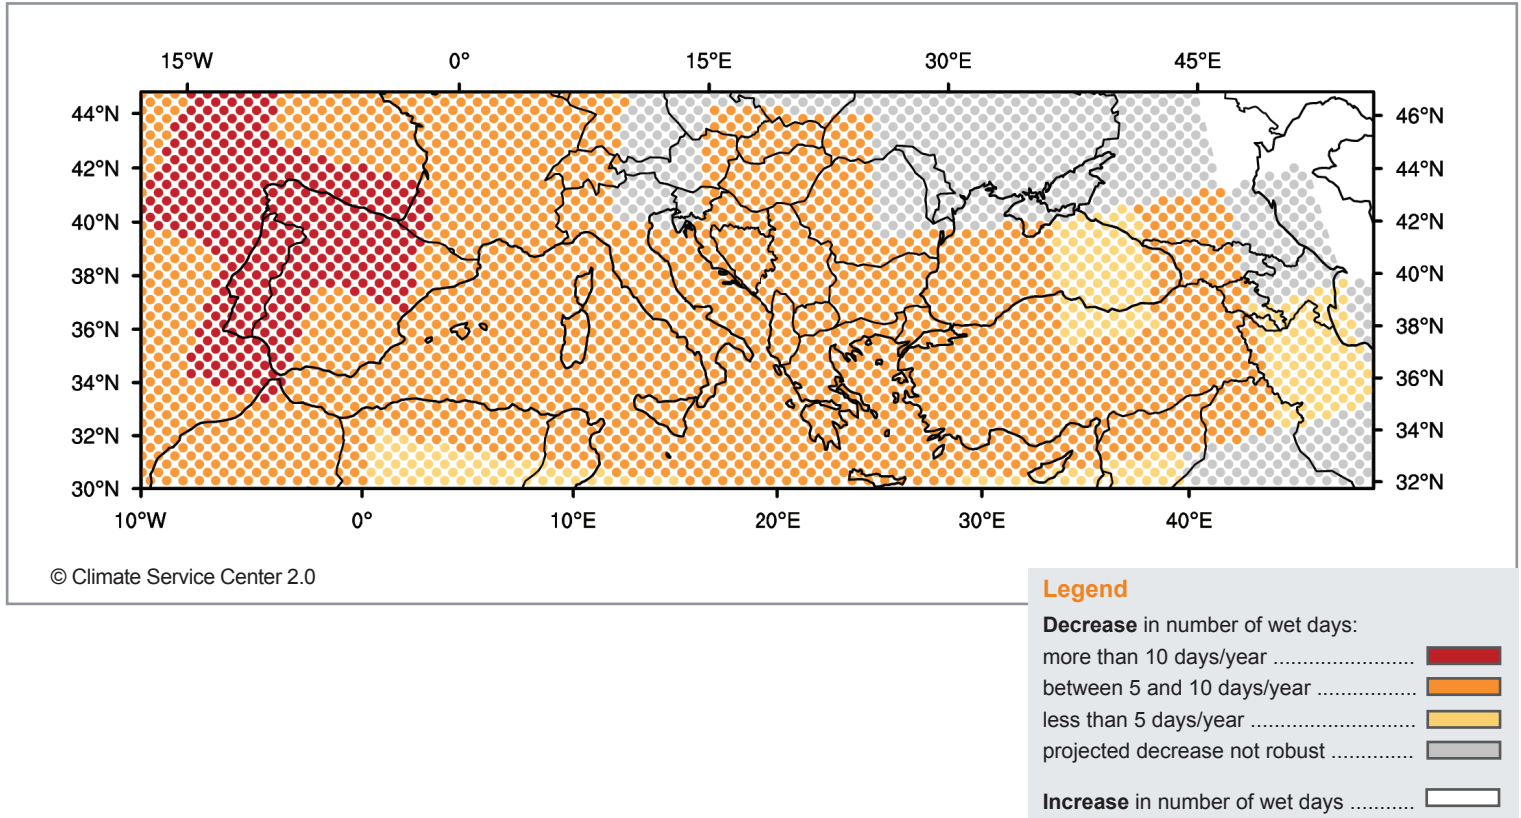 15°W 0° 15°E 30°E 45°E
44°N 46°N
42°N 44°N
40°N 42°N
38°N 40°N
36°N 38°N
34°N 36°N
32°N 34°N
30°N 32°N
10°W 0° 10°E 20°E 30°E 40°E
© Climate Service Center 2.0
Legend
Decrease in number of wet days:
more than 10 days/year ........................
between 5 and 10 days/year .................
less than 5 days/year ............................
projected decrease not robust ..............
Increase in number of wet days ...........